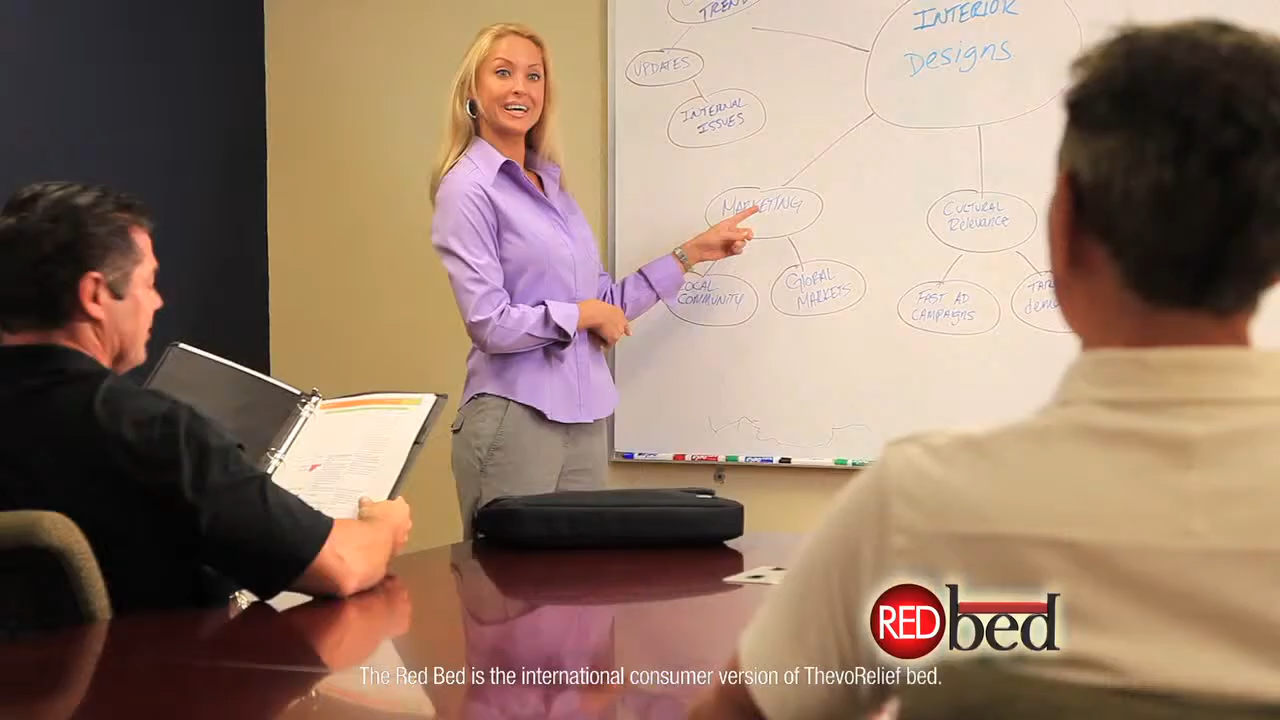 TREND
INTERIOR
Designs
UPDATES
INTERNAL
ISSUES
MARKETING
CULTURAL
Relevance
LOCAL
COMMUNITY
GLOBAL
MARKETS
FAST AD
CAMPAIGNS
RED bed
The Red Bed is the international consumer version of ThevoRelief bed.